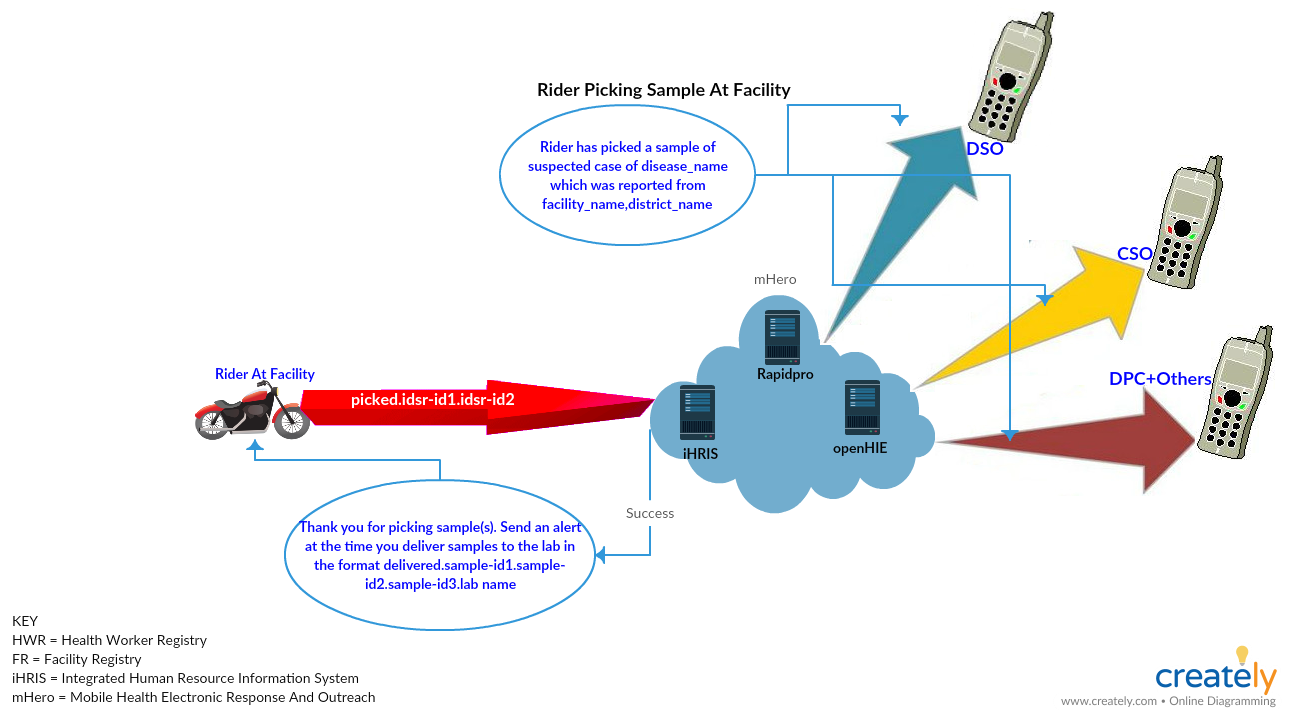 Rider Picking Sample At Facility
Rider has picked a sample of
suspected case of disease_name
which was reported from
facility_name,district_name
DSO
CSO
DPC+Others
mHero
Rapidpro
iHRIS
openHIE
Rider At Facility
picked.idsr-id1.idsr-id2
Success
Thank you for picking sample(s). Send an alert
at the time you deliver samples to the lab in
the format delivered.sample-id1.sample-
id2.sample-id3.lab name
KEY
HWR = Health Worker Registry
FR = Facility Registry
iHRIS = Integrated Human Resource Information System
mHero = Mobile Health Electronic Response And Outreach
creately
www.creately.com • Online Diagramming